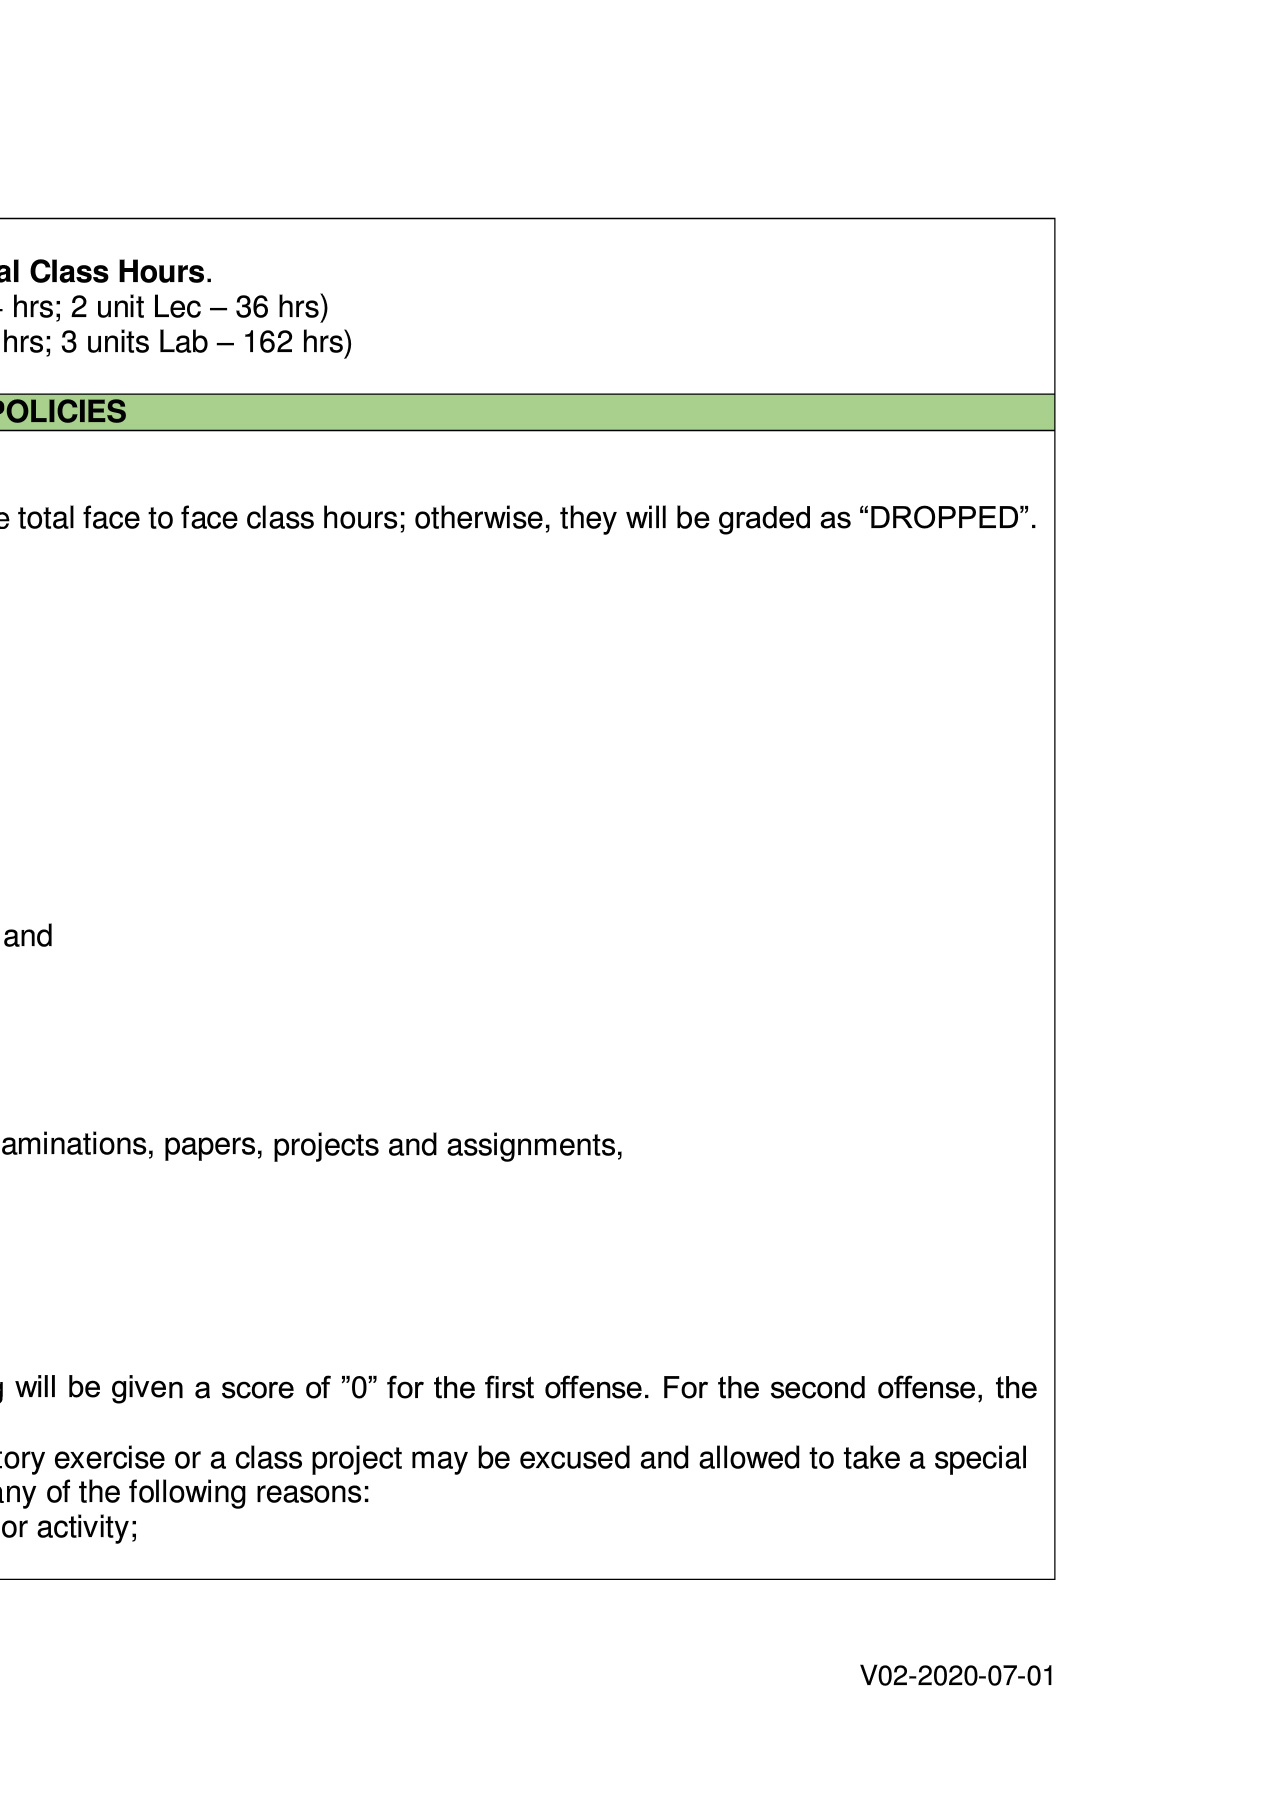 Class Hours.
hrs; 2 unit Lec – 36 hrs)
hrs; 3 units Lab – 162 hrs)
POLICIES
total face to face class hours; otherwise, they will be graded as “DROPPED”.
and
aminations, papers, projects and assignments,
will be given a score of ”0” for the first offense. For the second offense, the
tory exercise or a class project may be excused and allowed to take a special
any of the following reasons:
or activity;
V02-2020-07-01